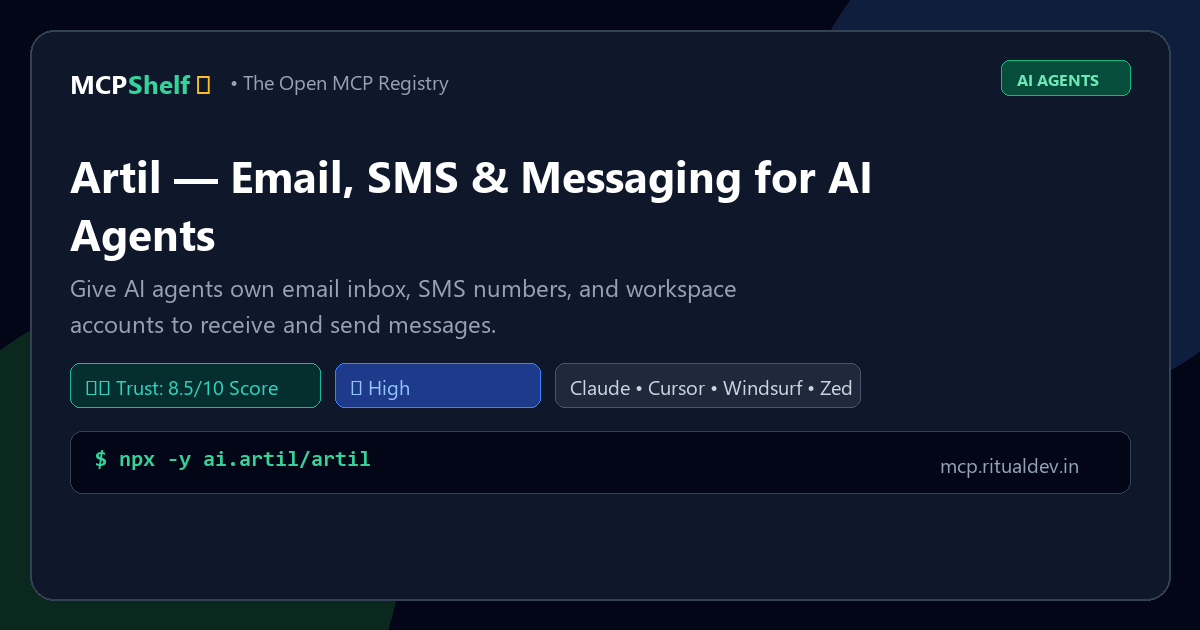 MCPShelf • The Open MCP Registry
AI AGENTS
Artil — Email, SMS & Messaging for AI
Agents
Give AI agents own email inbox, SMS numbers, and workspace
accounts to receive and send messages.
Trust: 8.5/10 Score
High
Claude • Cursor • Windsurf • Zed
$ npx -y ai.artil/artil
mcp.ritualdev.in